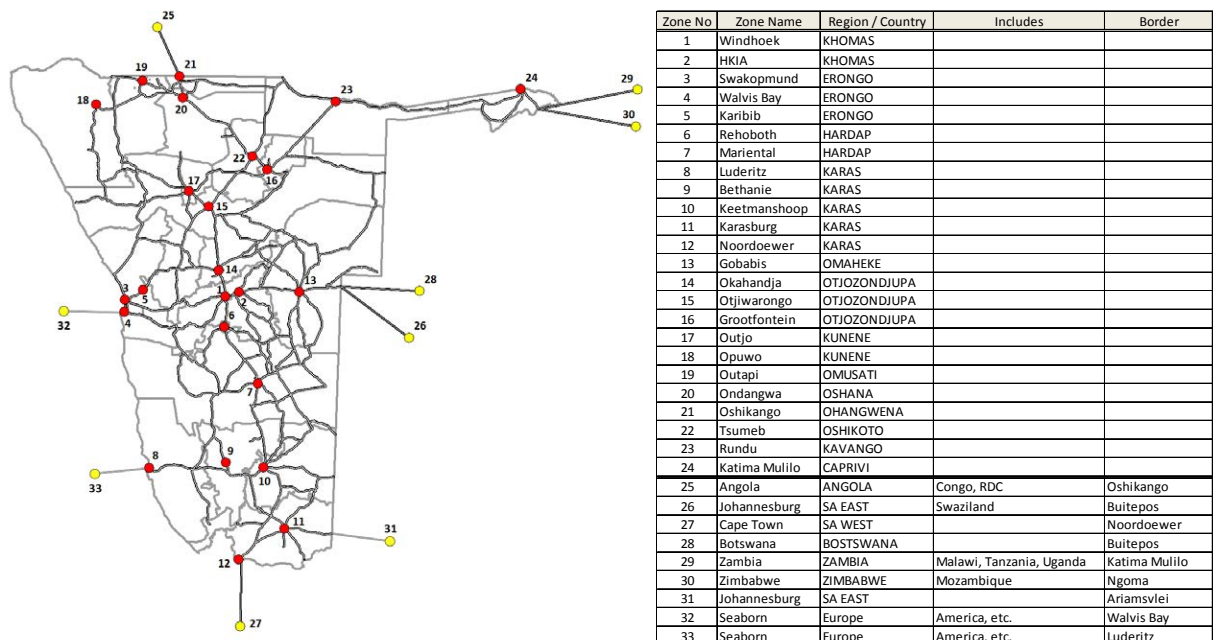 25
19
21
18
20
23
24
29
30
22
16
17
15
14
1
2
13
28
3
5
4
32
6
26
7
8
9
10
33
11
31
12
27
Zone No Zone Name Region / Country Includes Border
1 Windhoek KHOMAS
2 HKIA KHOMAS
3 Swakopmund ERONGO
4 Walvis Bay ERONGO
5 Karibib ERONGO
6 Rehoboth HARDAP
7 Mariental HARDAP
8 Luderitz KARAS
9 Bethanie KARAS
10 Keetmanshoop KARAS
11 Karasburg KARAS
12 Noordoewer KARAS
13 Gobabis OMAHEKE
14 Okahandja OTJOZONDJUPA
15 Otjiwarongo OTJOZONDJUPA
16 Grootfontein OTJOZONDJUPA
17 Outjo KUNENE
18 Opuwo KUNENE
19 Outapi OMUSATI
20 Ondangwa OSHANA
21 Oshikango OHANGWENA
22 Tsumeb OSHIKOTO
23 Rundu KAVANGO
24 Katima Mulilo CAPRIVI
25 Angola ANGOLA Congo, RDC Oshikango
26 Johannesburg SA EAST Swaziland Buitepos
27 Cape Town SA WEST Noordoewer
28 Botswana BOSTSWANA Buitepos
29 Zambia ZAMBIA Malawi, Tanzania, Uganda Katima Mulilo
30 Zimbabwe ZIMBABWE Mozambique Ngoma
31 Johannesburg SA EAST Ariamsvlei
32 Seaborn Europe America, etc. Walvis Bay
33 Seaborn Europe America, etc. Luderitz